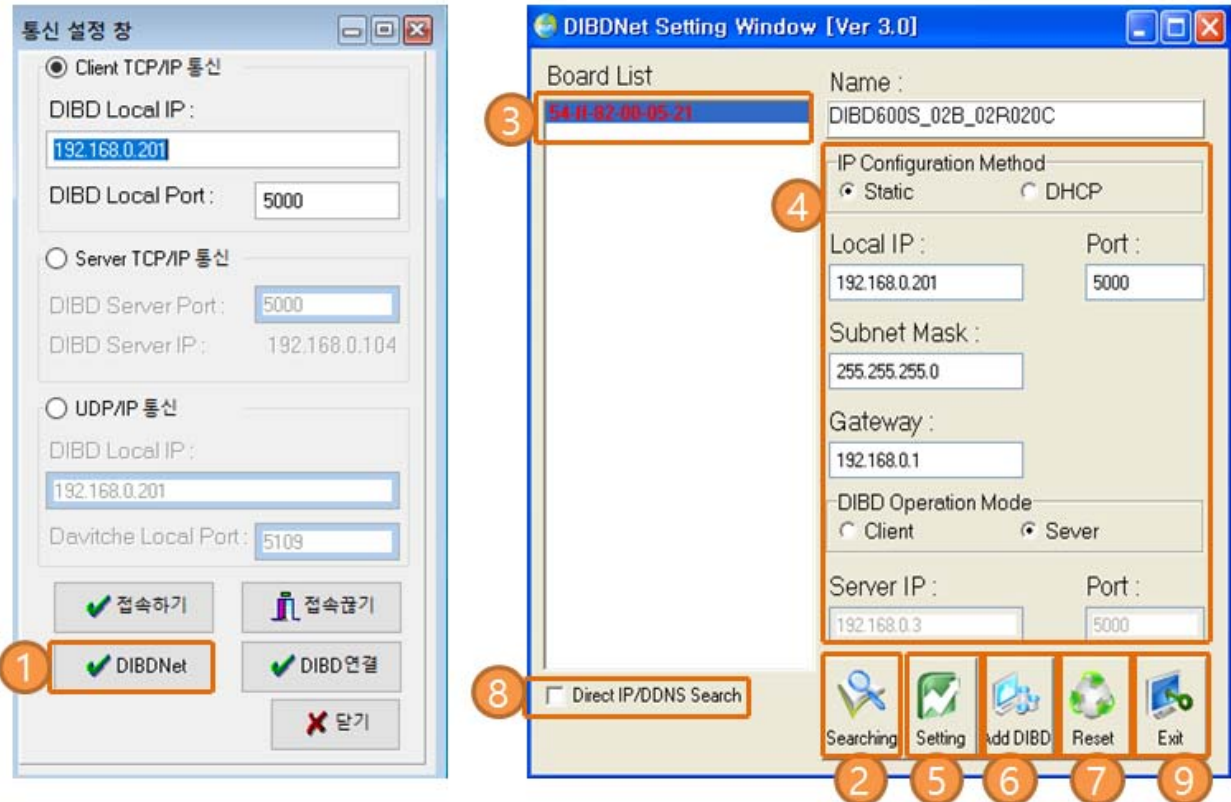 통신 설정 창
Client TCP/IP 통신
DIBD Local IP :
192.168.0.201
DIBD Local Port : 5000
Server TCP/IP 통신
DIBD Server Port : 5000
DIBD Server IP : 192.168.0.104
UDP/IP 통신
DIBD Local IP :
192.168.0.201
Davitche Local Port : 5109
접속하기 접속끊기
1 DIBDNet DIBD연결
닫기
DIBDNet Setting Window [Ver 3.0]
Board List
3 54-ff-82-00-05-21
8 Direct IP/DDNS Search
Name :
DIBD600S_02B_02R020C
4
IP Configuration Method
Static DHCP
Local IP : Port :
192.168.0.201 5000
Subnet Mask :
255.255.255.0
Gateway :
192.168.0.1
DIBD Operation Mode
Client Sever
Server IP : Port :
192.168.0.3 5000
Searching Setting Add DIBD Reset Exit
2 5 6 7 9